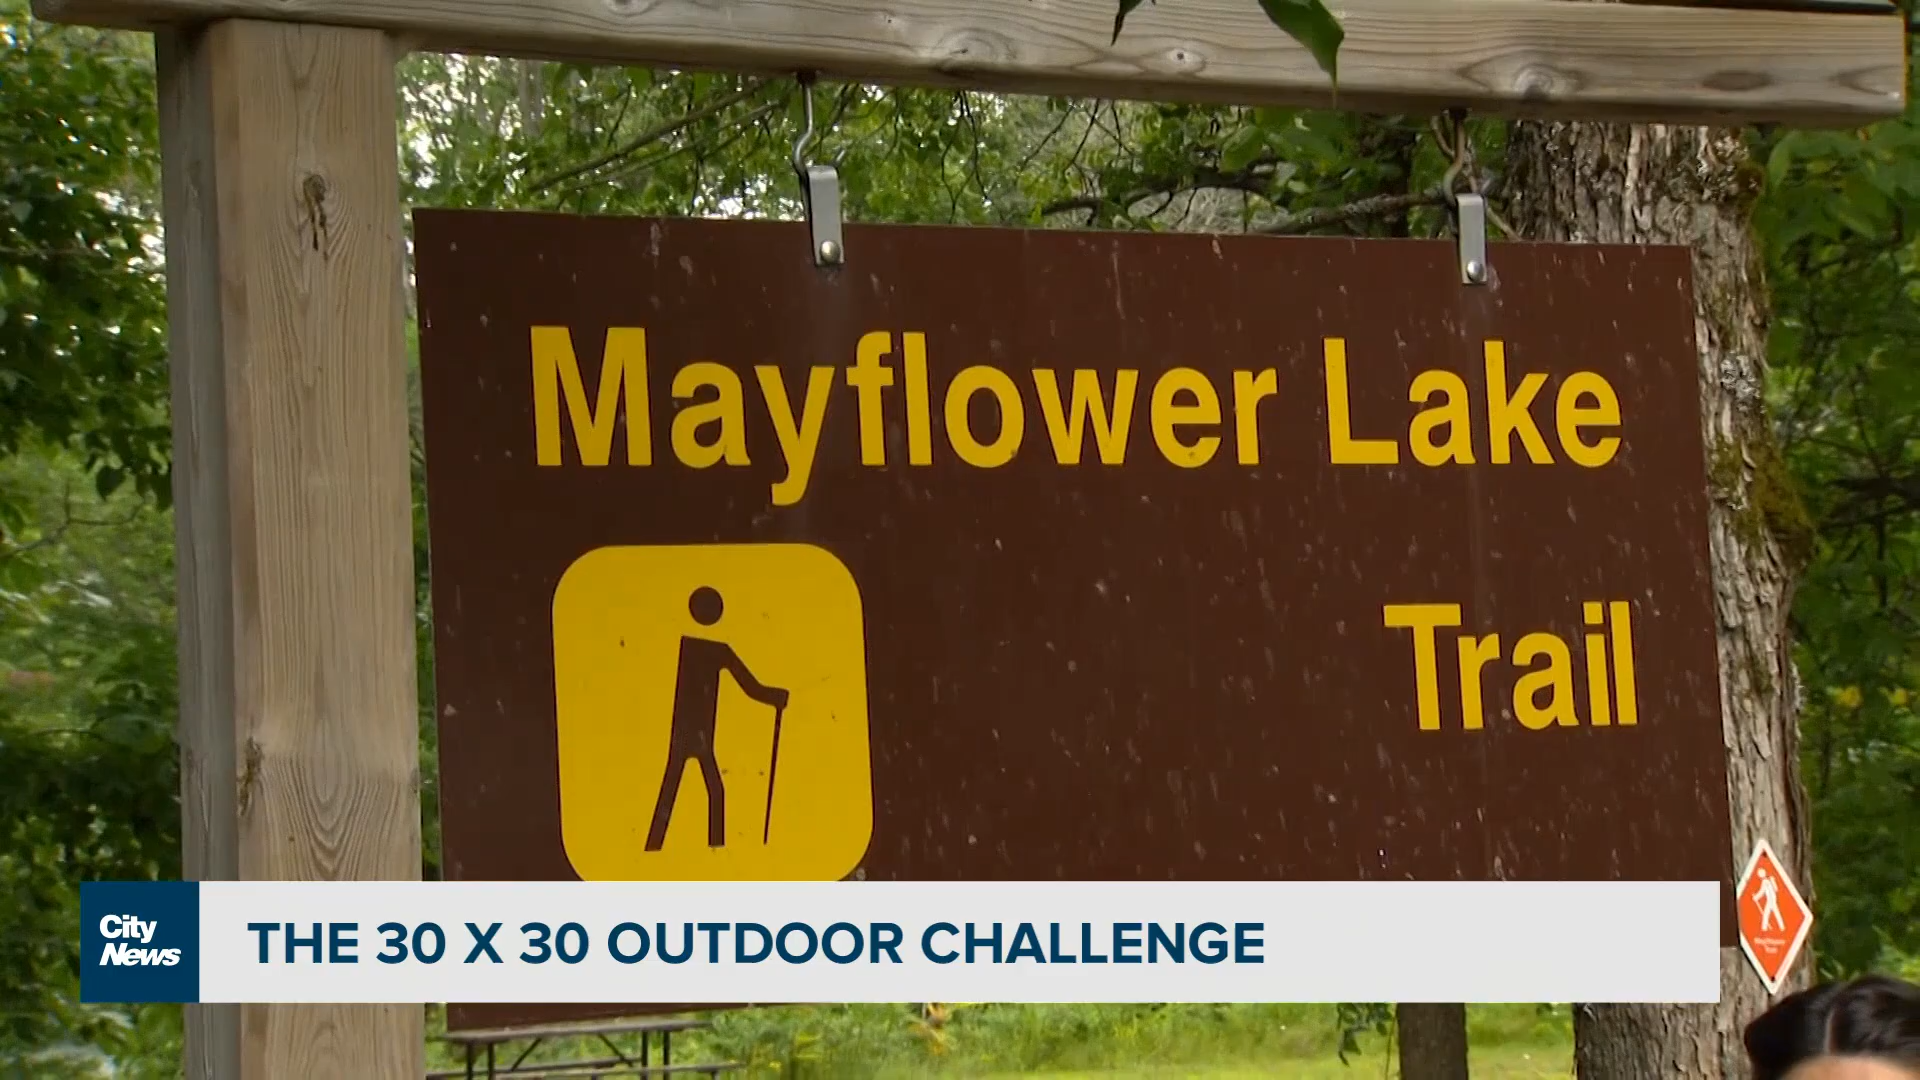 Mayflower Lake
Trail
City
News
THE 30 X 30 OUTDOOR CHALLENGE